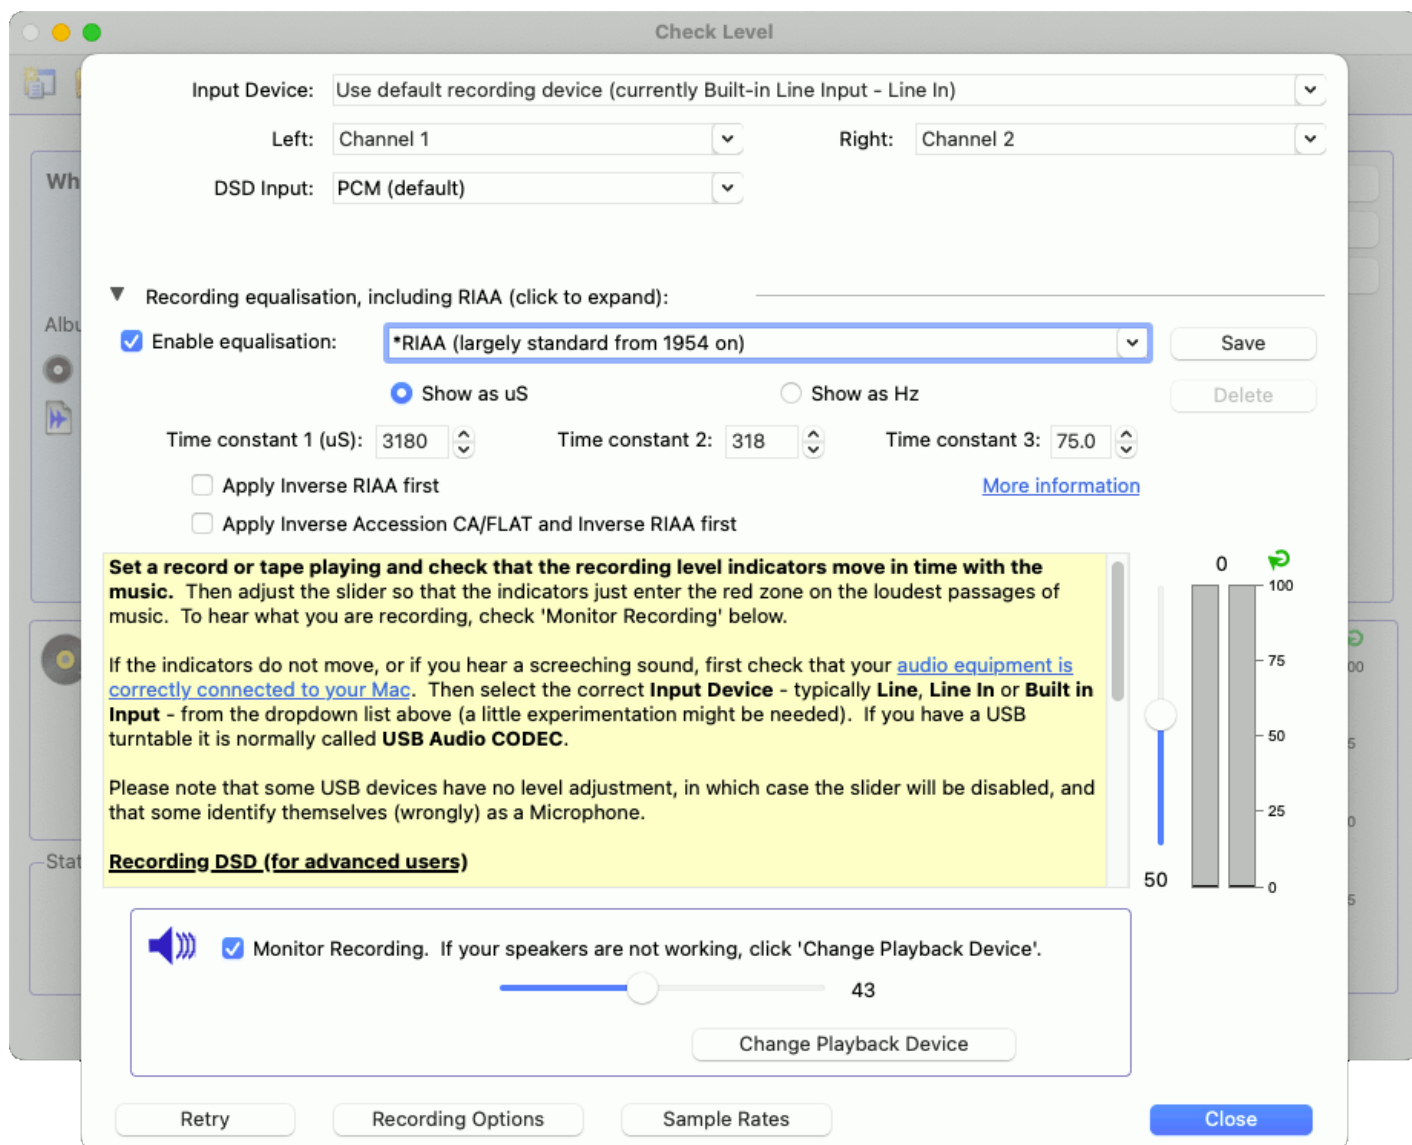 Check Level
Input Device: Use default recording device (currently Built-in Line Input - Line In)
Left: Channel 1 Right: Channel 2
DSD Input: PCM (default)
Wh
Recording equalisation, including RIAA (click to expand):
Albu
Enable equalisation: *RIAA (largely standard from 1954 on) Save
Show as uS Show as Hz Delete
Time constant 1 (uS): 3180 Time constant 2: 318 Time constant 3: 75.0
Apply Inverse RIAA first More information
Apply Inverse Accession CA/FLAT and Inverse RIAA first
Set a record or tape playing and check that the recording level indicators move in time with the
music. Then adjust the slider so that the indicators just enter the red zone on the loudest passages of
music. To hear what you are recording, check 'Monitor Recording' below.
If the indicators do not move, or if you hear a screeching sound, first check that your audio equipment is
correctly connected to your Mac. Then select the correct Input Device - typically Line, Line In or Built in
Input - from the dropdown list above (a little experimentation might be needed). If you have a USB
turntable it is normally called USB Audio CODEC.
Please note that some USB devices have no level adjustment, in which case the slider will be disabled, and
that some identify themselves (wrongly) as a Microphone.
Recording DSD (for advanced users)
0
100
75
50
25
0
50
00
5
0
5
Stat
Monitor Recording. If your speakers are not working, click 'Change Playback Device'.
43
Change Playback Device
Retry Recording Options Sample Rates Close